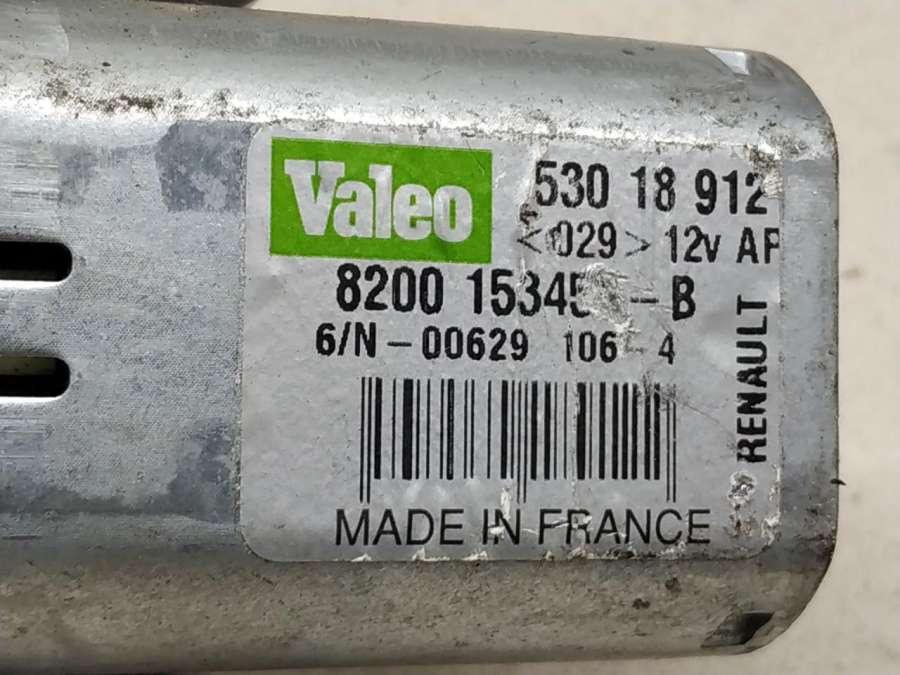 Valeo
530 18 912
<029> 12v AP
8200 15345 -B
6/N-00629 106-4
RENAULT
MADE IN FRANCE